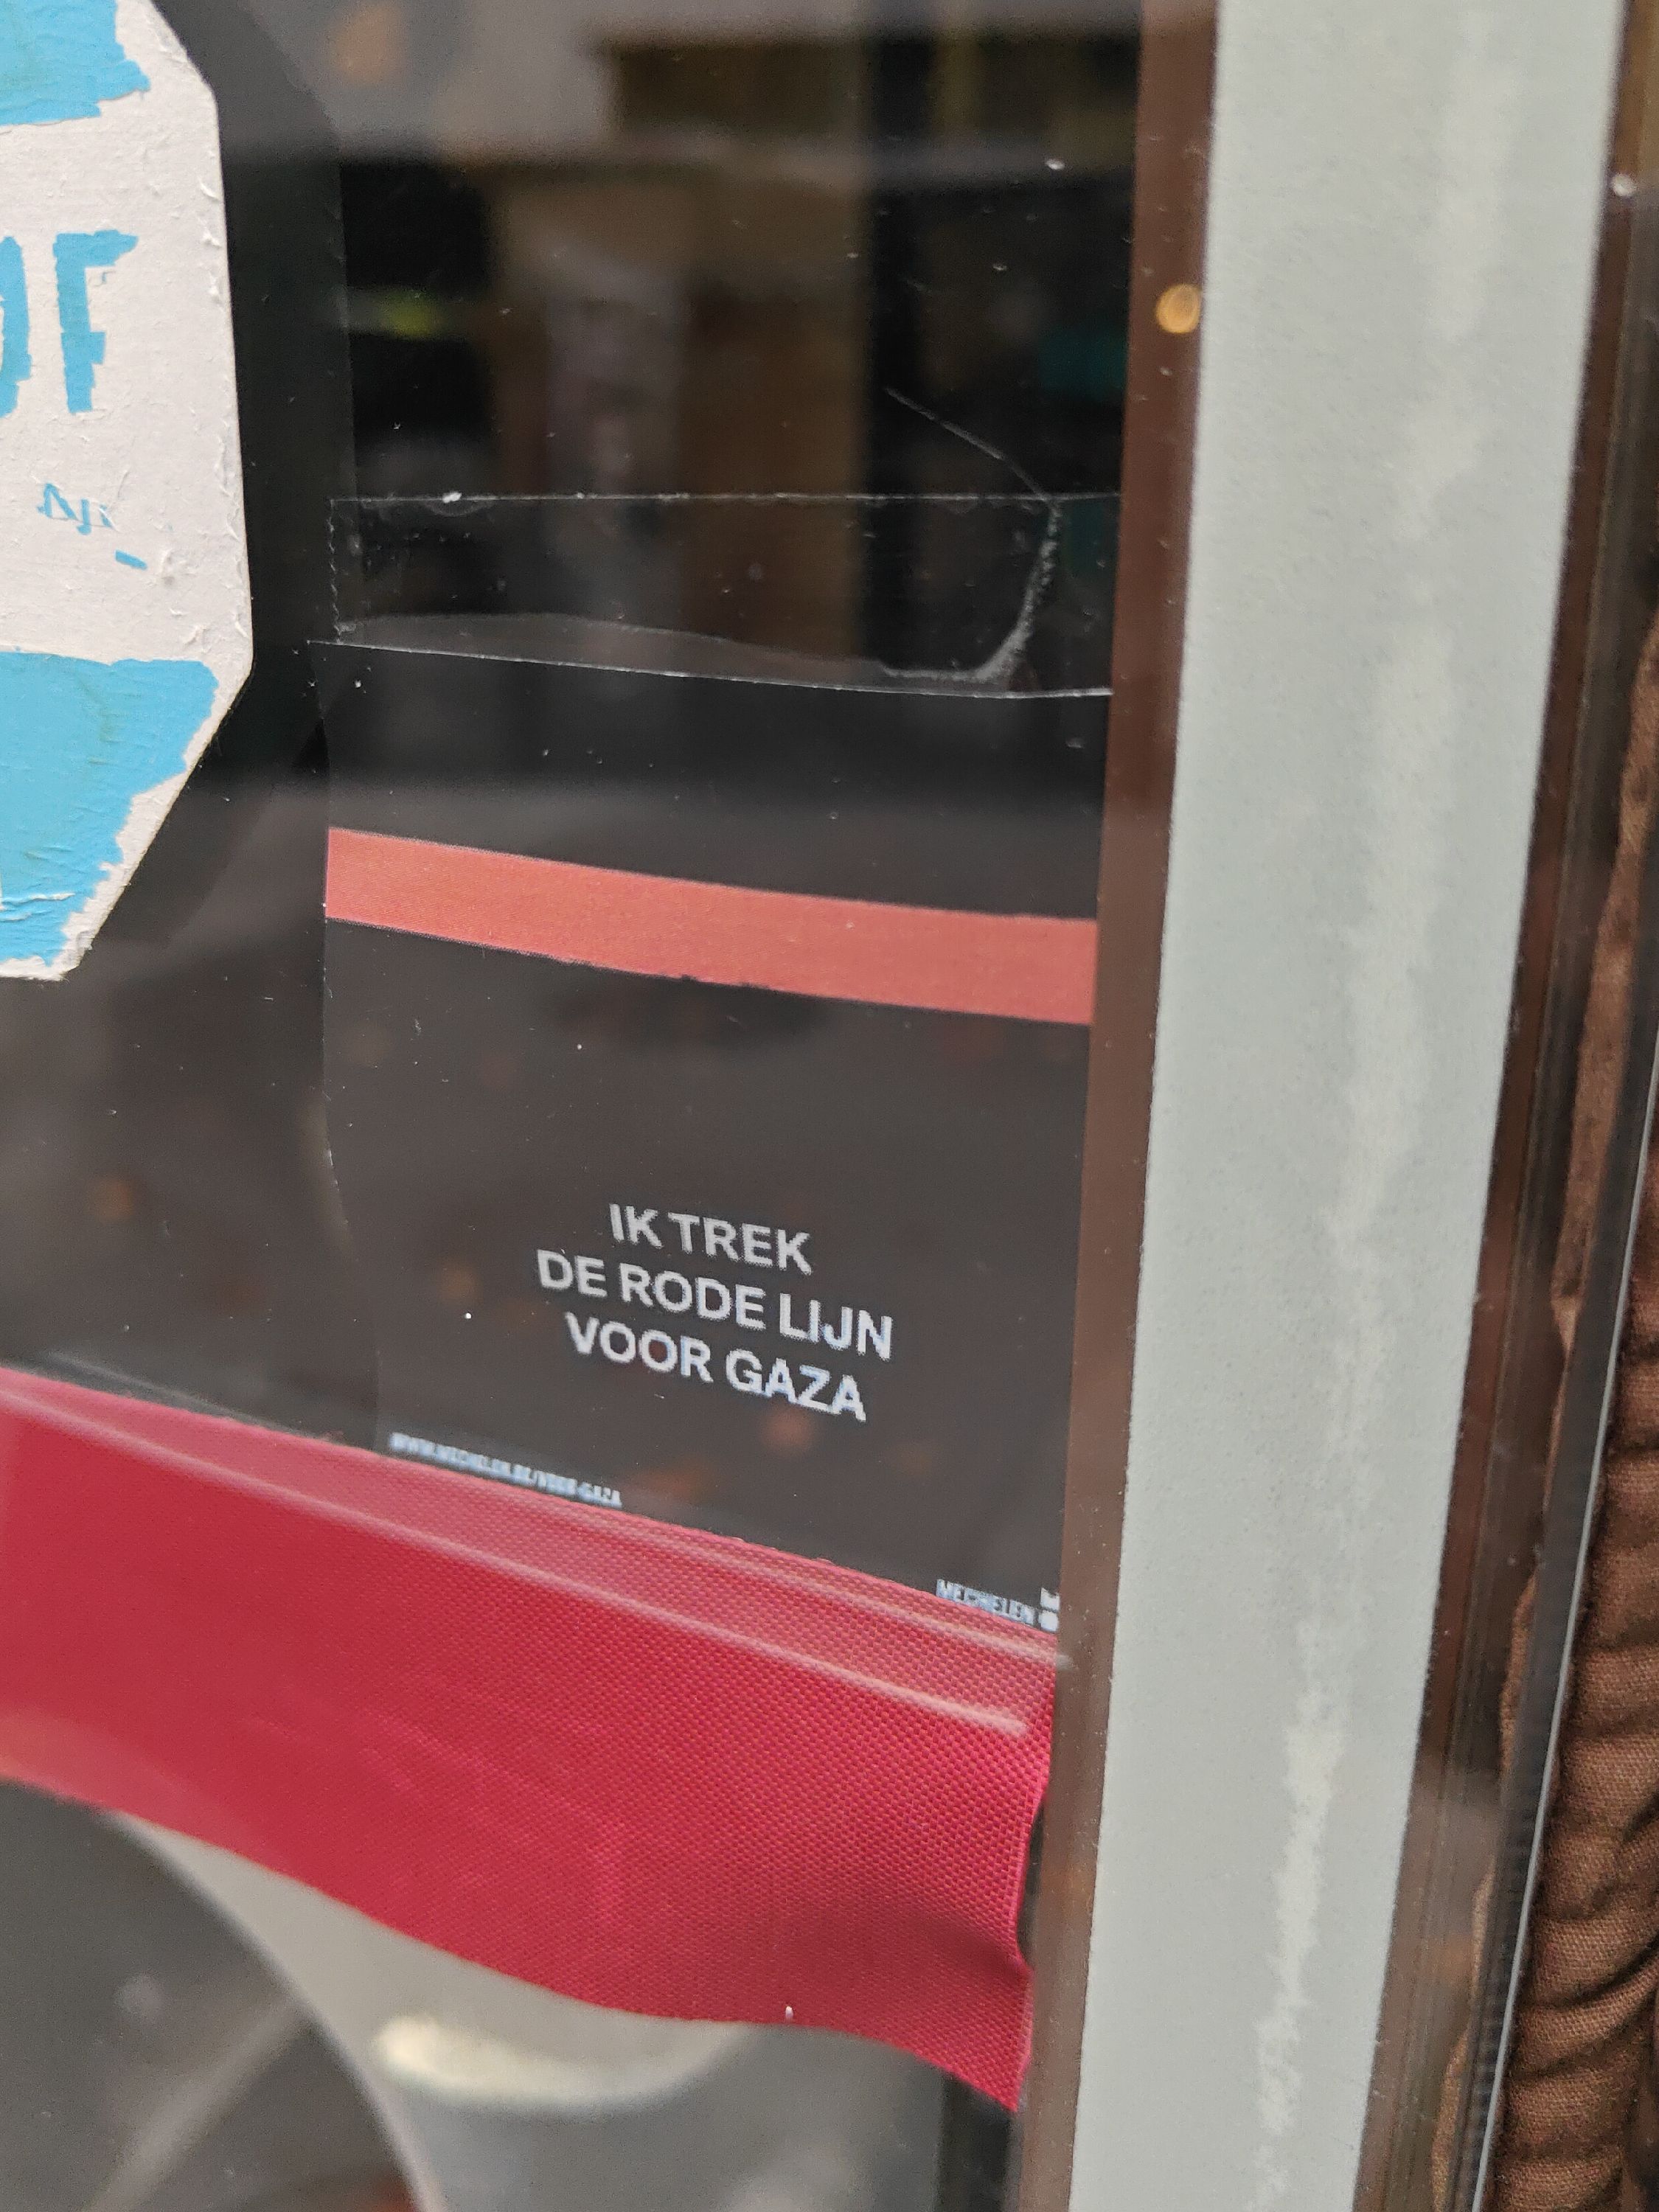 IK TREK
DE RODE LIJN
VOOR GAZA
WWW.MECHELEN.BE/VOOR-GAZA
MECHELEN